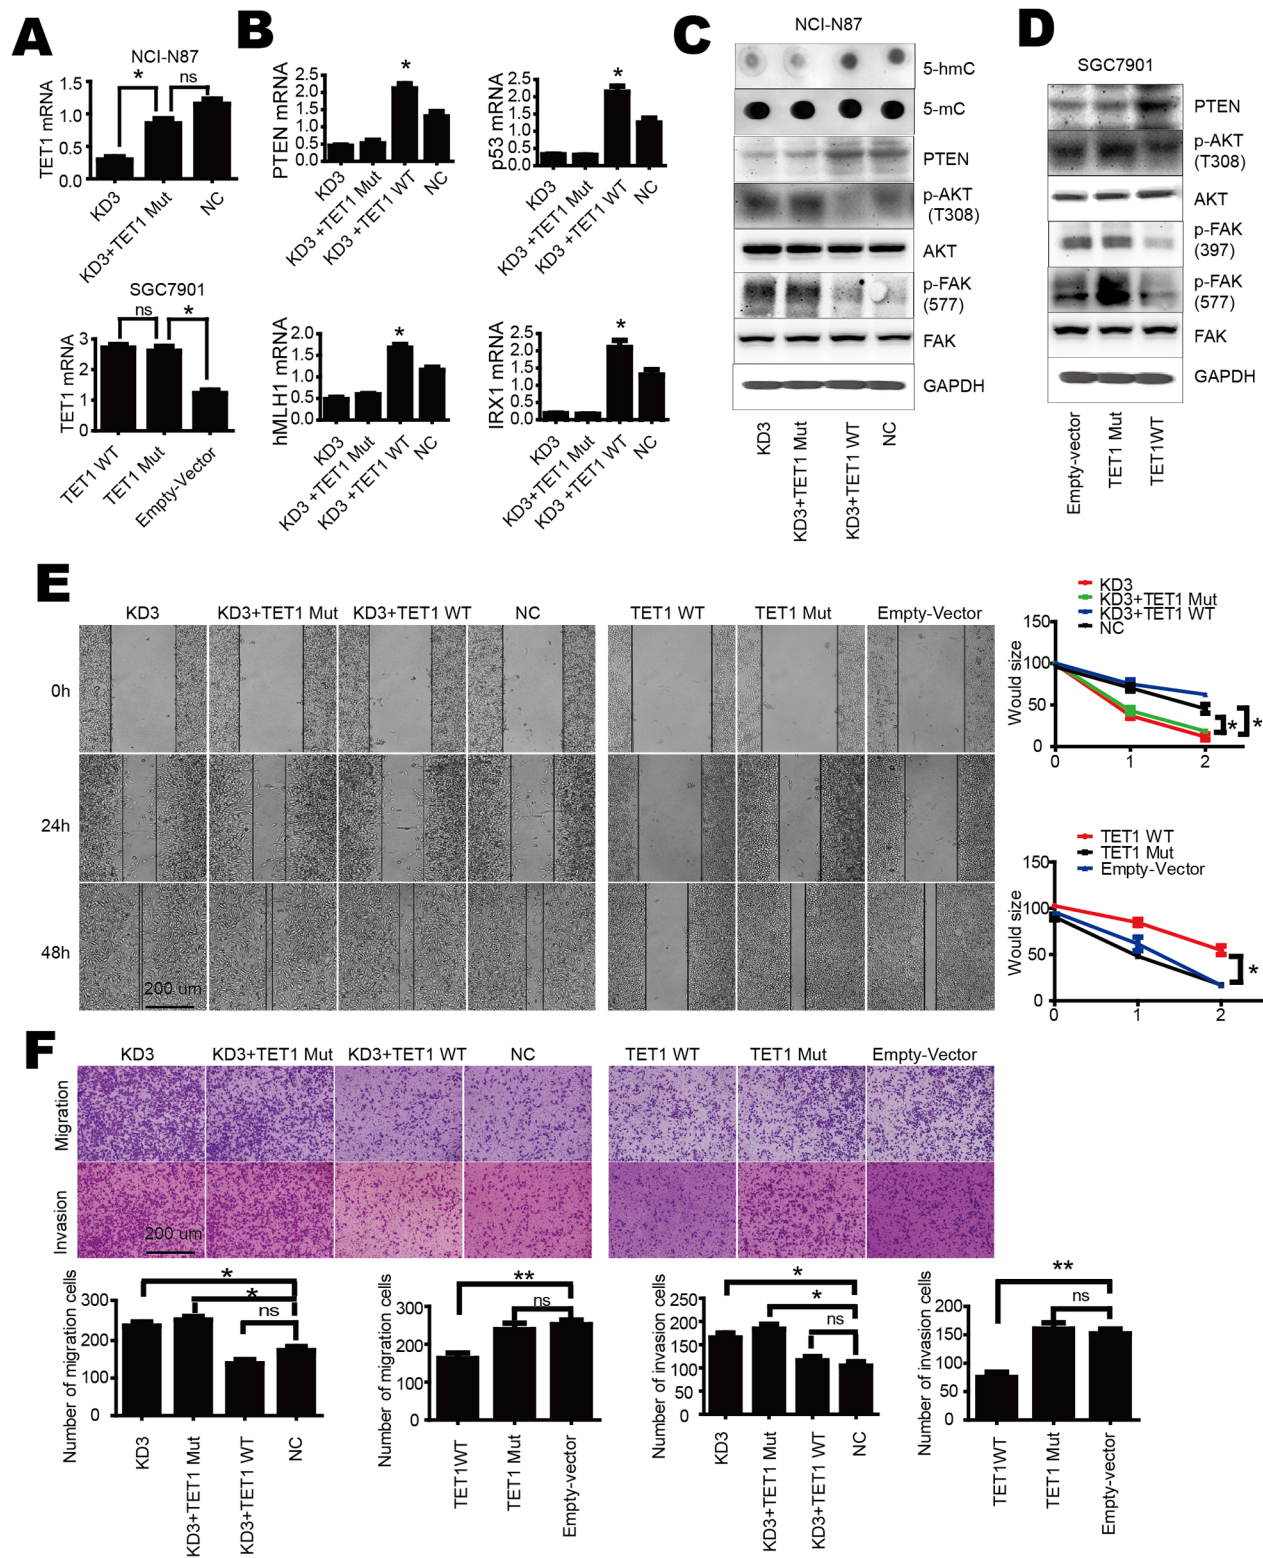 A
NCI-N87
TET1 mRNA
1.5
1.0
0.5
0.0
*
ns
KD3
KD3+TET1 Mut
NC
SGC7901
TET1 mRNA
3
2
1
0
ns
*
TET1 WT
TET1 Mut
Empty-Vector
B
PTEN mRNA
2.5
2.0
1.5
1.0
0.5
0.0
*
KD3
KD3 +TET1 Mut
KD3 +TET1 WT
NC
p53 mRNA
2.5
2.0
1.5
1.0
0.5
0.0
*
KD3
KD3 +TET1 Mut
KD3 +TET1 WT
NC
hMLH1 mRNA
2.0
1.5
1.0
0.5
0.0
*
KD3
KD3 +TET1 Mut
KD3 +TET1 WT
NC
IRX1 mRNA
2.5
2.0
1.5
1.0
0.5
0.0
*
KD3
KD3+TET1 Mut
KD3 +TET1 WT
NC
C
NCI-N87
5-hmC
5-mC
PTEN
p-AKT
(T308)
AKT
p-FAK
(577)
FAK
GAPDH
KD3
KD3+TET1 Mut
KD3+TET1 WT
NC
D
SGC7901
PTEN
p-AKT
(T308)
AKT
p-FAK
(397)
p-FAK
(577)
FAK
GAPDH
Empty-vector
TET1 Mut
TET1WT
E
KD3
KD3+TET1 Mut
KD3+TET1 WT
NC
TET1 WT
TET1 Mut
Empty-Vector
0h
24h
48h
200 um
KD3
KD3+TET1 Mut
KD3+TET1 WT
NC
Would size
150
100
50
0
0 1 2
*
*
TET1 WT
TET1 Mut
Empty-Vector
Would size
150
100
50
0
0 1 2
*
F
KD3
KD3+TET1 Mut
KD3+TET1 WT
NC
TET1 WT
TET1 Mut
Empty-Vector
Migration
Invasion
200 um
Number of migration cells
300
200
100
0
*
*
ns
KD3
KD3+TET1 Mut
KD3+TET1 WT
NC
Number of migration cells
300
200
100
0
**
ns
TET1WT
TET1 Mut
Empty-vector
Number of invasion cells
250
200
150
100
50
0
*
*
ns
KD3
KD3+TET1 Mut
KD3+TET1 WT
NC
Number of invasion cells
200
150
100
50
0
**
ns
TET1WT
TET1 Mut
Empty-vector